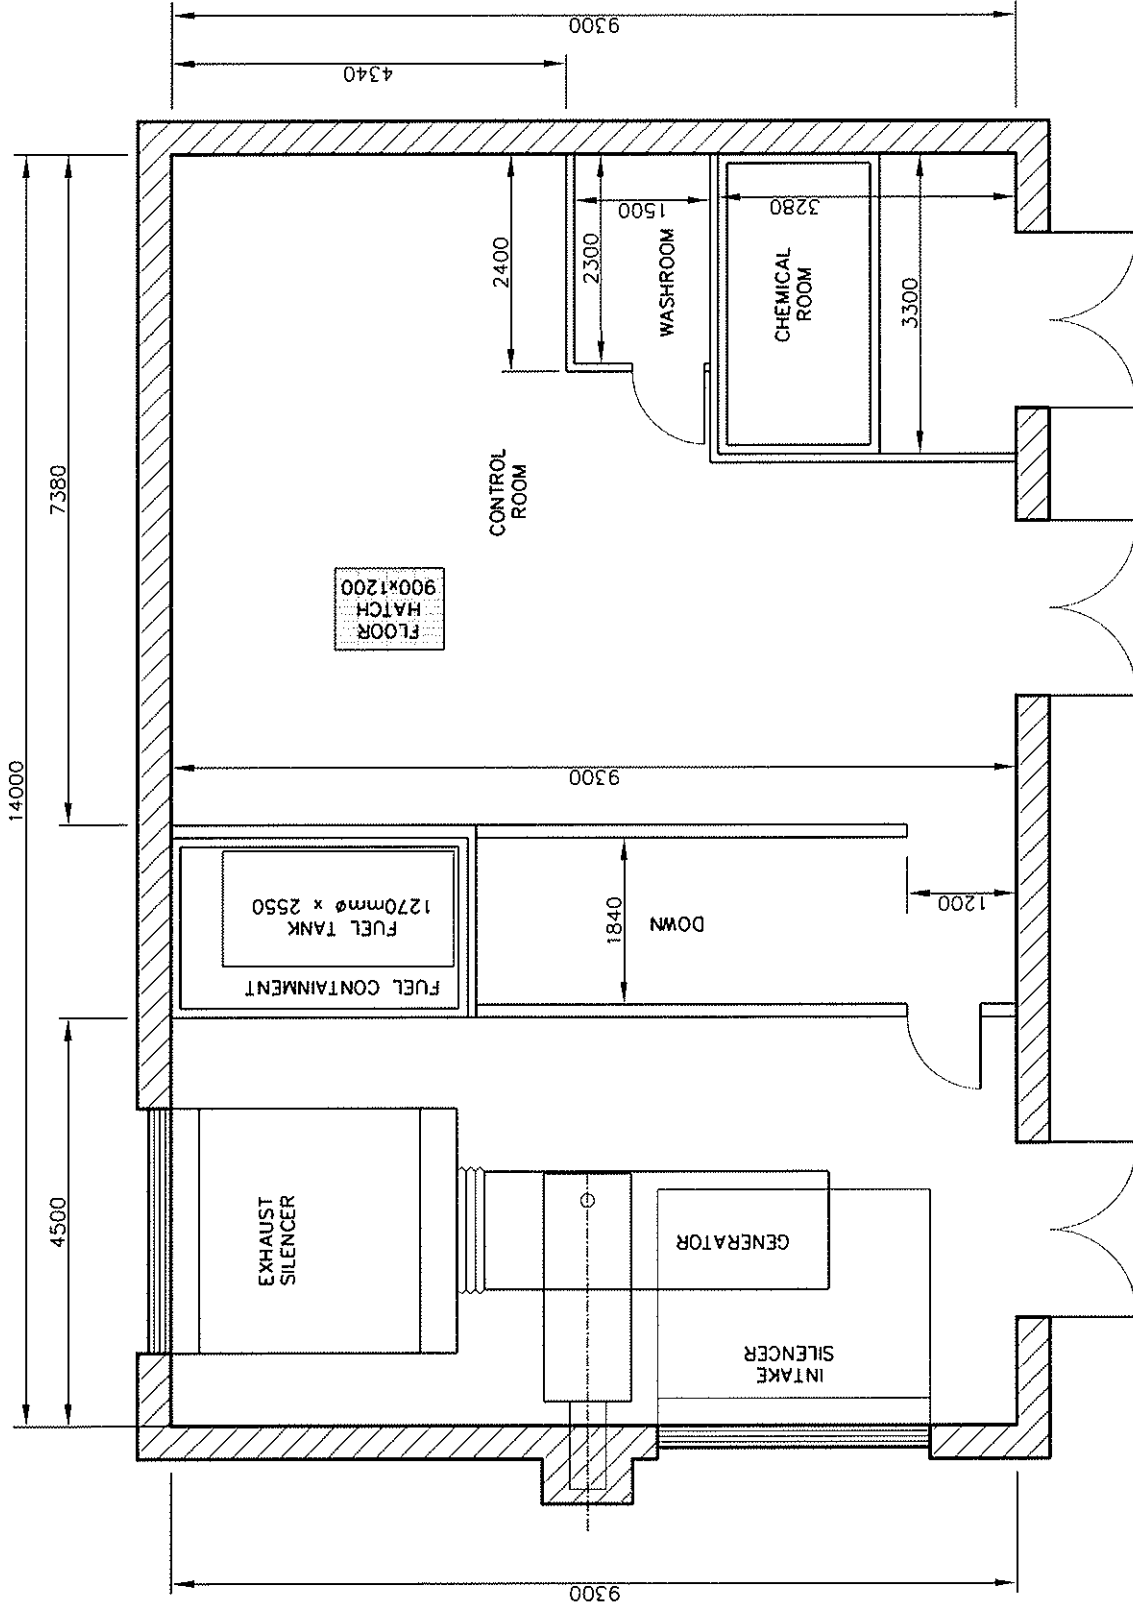 14000
4500
7380
9300
4340
9300
9300
2400
2300
1500
WASHROOM
3280
CHEMICAL
ROOM
3300
CONTROL
ROOM
FLOOR
HATCH
900x1200
FUEL TANK
1270mmø x 2550
FUEL CONTAINMENT
1840
DOWN
1200
EXHAUST
SILENCER
GENERATOR
INTAKE
SILENCER
9300